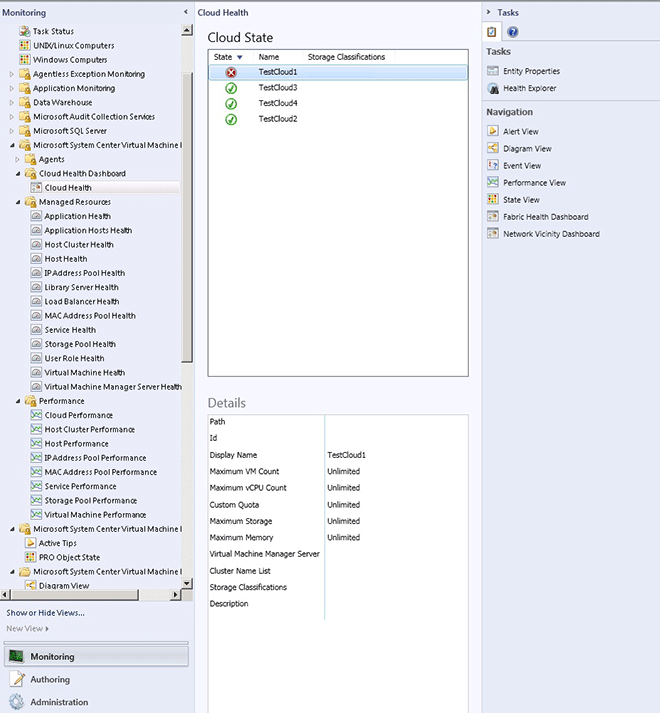 Monitoring
Task Status
UNIX/Linux Computers
Windows Computers
Agentless Exception Monitoring
Application Monitoring
Data Warehouse
Microsoft Audit Collection Services
Microsoft SQL Server
Microsoft System Center Virtual Machine
Agents
Cloud Health Dashboard
Cloud Health
Managed Resources
Application Health
Application Hosts Health
Host Cluster Health
Host Health
IPAddress Pool Health
Library Server Health
Load Balancer Health
MAC Address Pool Health
Service Health
Storage Pool Health
User Role Health
Virtual Machine Health
Virtual Machine Manager Server Health
Performance
Cloud Performance
Host Cluster Performance
Host Performance
IPAddress Pool Performance
MAC Address Pool Performance
Service Performance
Storage Pool Performance
Virtual Machine Performance
Microsoft System Center Virtual Machine
Active Tips
PRO Object State
Microsoft System Center Virtual Machine
Diagram View
Show or Hide Views...
New View
Monitoring
Authoring
Administration
Cloud Health
Cloud State
State Name Storage Classifications
TestCloud1
TestCloud3
TestCloud4
TestCloud2
Details
Path
Id
Display Name TestCloud1
Maximum VM Count Unlimited
Maximum vCPU Count Unlimited
Custom Quota Unlimited
Maximum Storage Unlimited
Maximum Memory Unlimited
Virtual Machine Manager Server
Cluster Name List
Storage Classifications
Description
Tasks
Tasks
Entity Properties
Health Explorer
Navigation
Alert View
Diagram View
Event View
Performance View
State View
Fabric Health Dashboard
Network Vicinity Dashboard